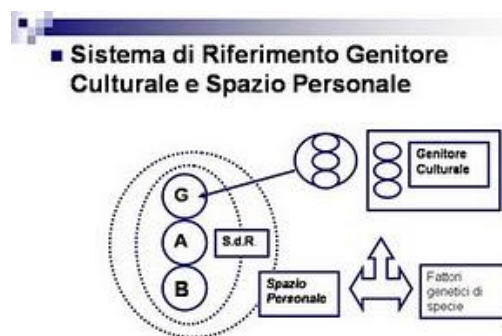 Sistema di Riferimento Genitore
Culturale e Spazio Personale
G
A
B
S.d.R.
Genitore
Culturale
Spazio
Personale
Fattori
genetici di
specie